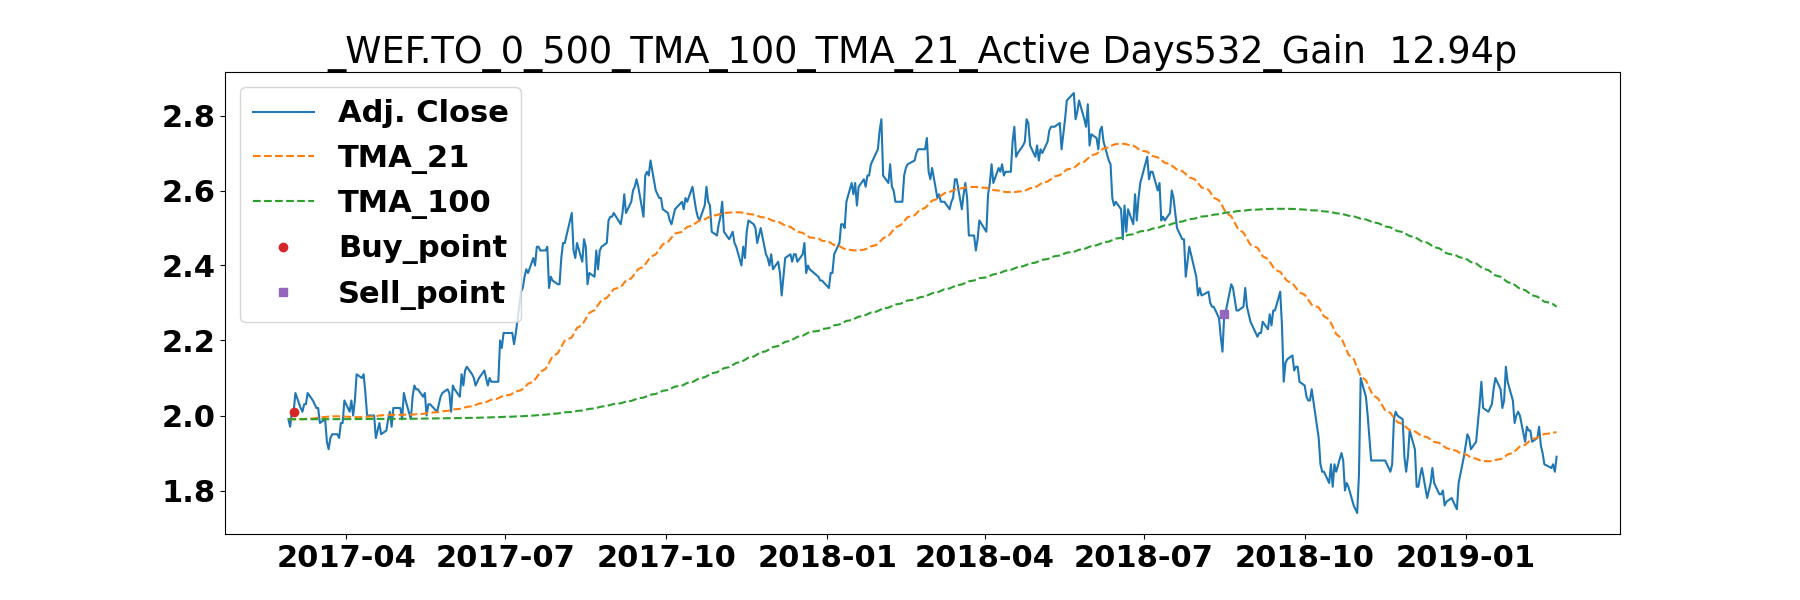 _WEF.TO_0_500_TMA_100_TMA_21_Active Days532_Gain  12.94p
Adj. Close
TMA_21
TMA_100
Buy_point
Sell_point
2.8
2.6
2.4
2.2
2.0
1.8
2017-04 2017-07 2017-10 2018-01 2018-04 2018-07 2018-10 2019-01